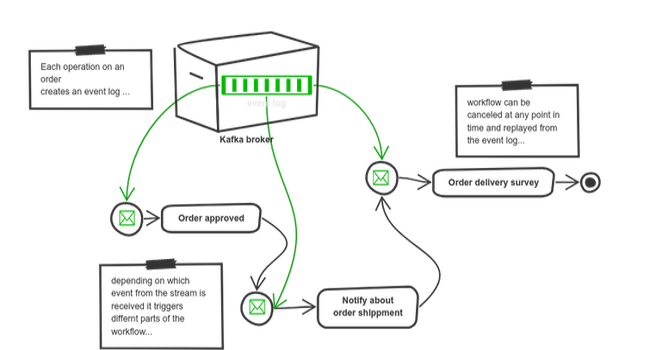 Each operation on an
order
creates an event log ...
event log
Kafka broker
workflow can be
canceled at any point in
time and replayed from
the event log...
Order delivery survey
Order approved
depending on which
event from the stream is
received it triggers
differnt parts of the
workflow...
Notify about
order shippment